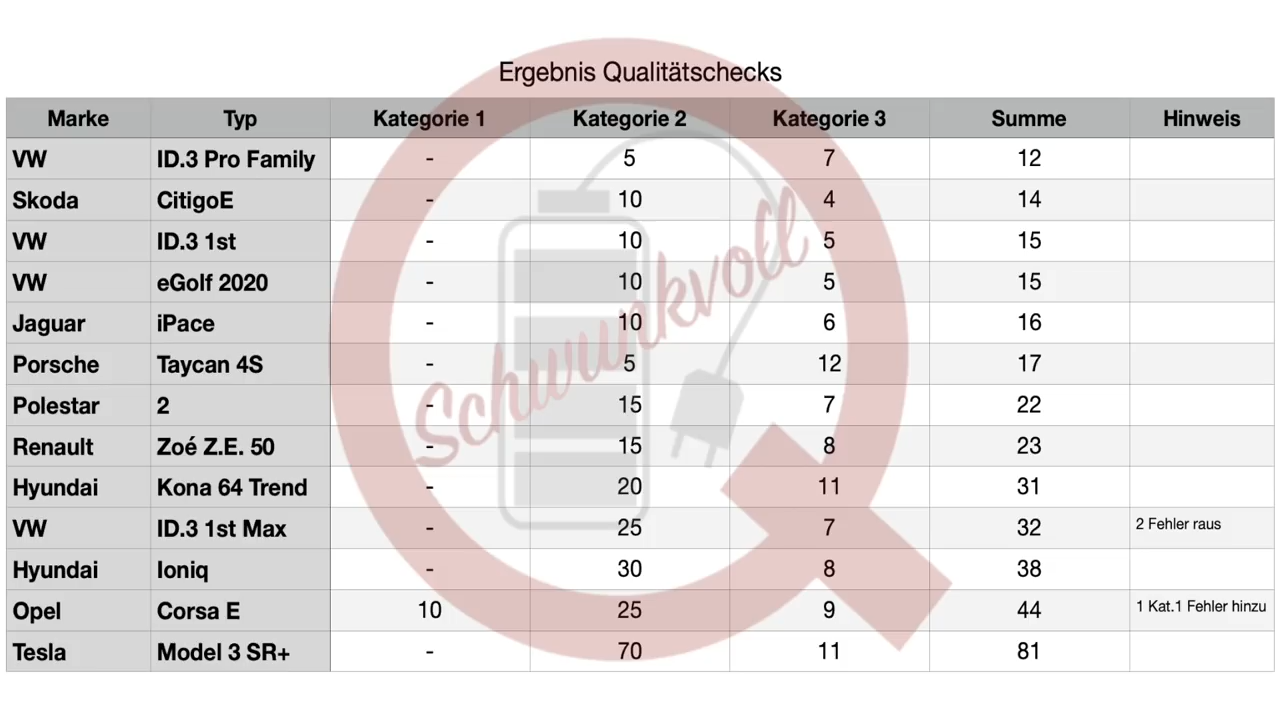 Ergebnis Qualitätschecks
Marke Typ Kategorie 1 Kategorie 2 Kategorie 3 Summe Hinweis
VW ID.3 Pro Family - 5 7 12
Skoda CitigoE - 10 4 14
VW ID.3 1st - 10 5 15
VW eGolf 2020 - 10 5 15
Jaguar iPace - 10 6 16
Porsche Taycan 4S - 5 12 17
Polestar 2 - 15 7 22
Renault Zoé Z.E. 50 - 15 8 23
Hyundai Kona 64 Trend - 20 11 31
VW ID.3 1st Max - 25 7 32 2 Fehler raus
Hyundai Ioniq - 30 8 38
Opel Corsa E 10 25 9 44 1 Kat.1 Fehler hinzu
Tesla Model 3 SR+ - 70 11 81
Schwunkvoll